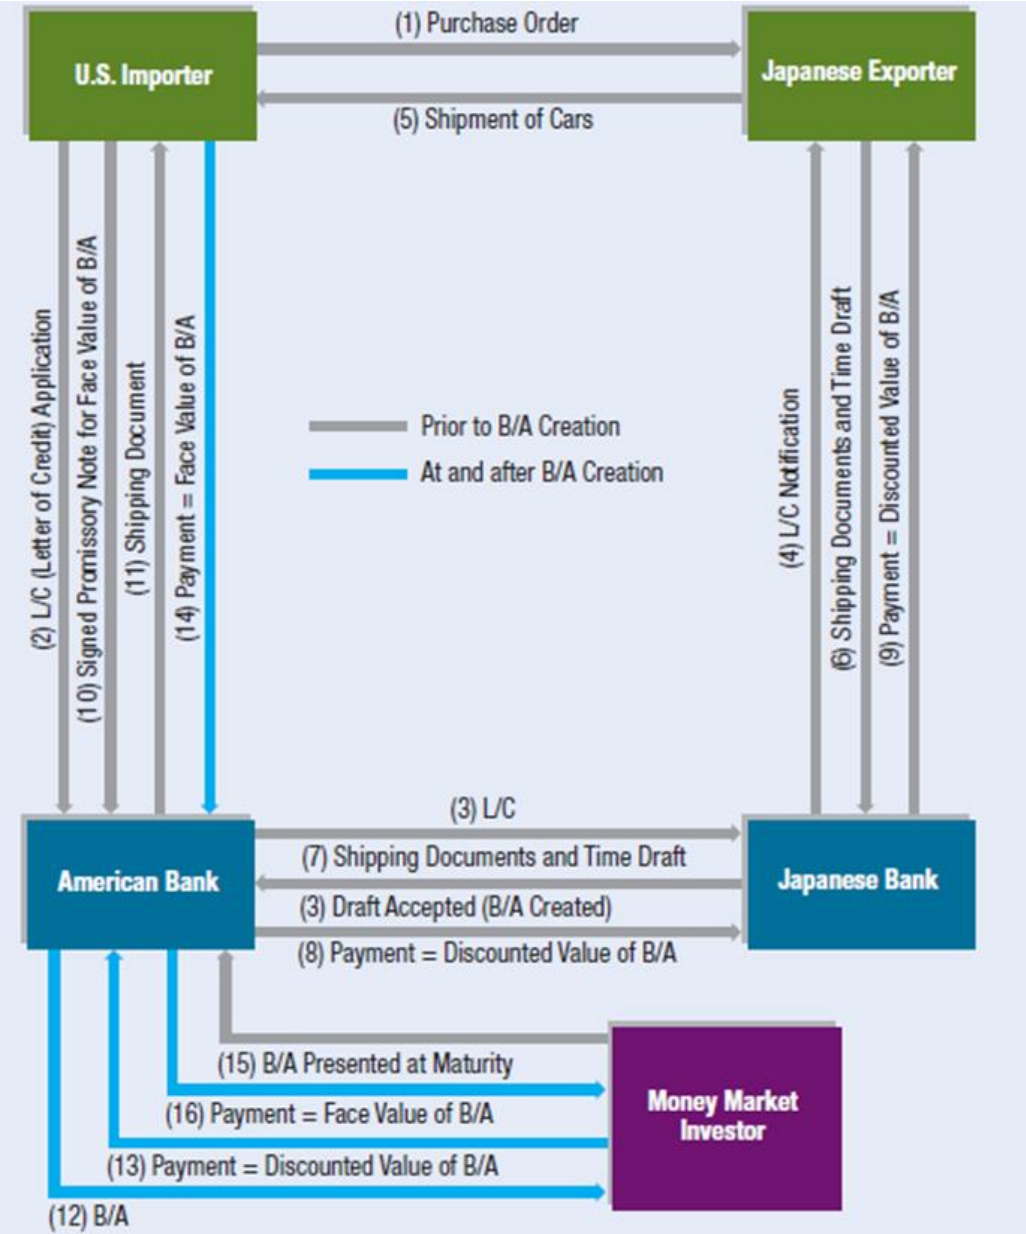 (1) Purchase Order
U.S. Importer
Japanese Exporter
(5) Shipment of Cars
(2) L/C (Letter of Credit) Application
(10) Signed Promissory Note for Face Value of B/A
(11) Shipping Document
(14) Payment = Face Value of B/A
Prior to B/A Creation
At and after B/A Creation
(4) L/C Notification
(6) Shipping Documents and Time Draft
(9) Payment = Discounted Value of B/A
(3) L/C
(7) Shipping Documents and Time Draft
American Bank
Japanese Bank
(3) Draft Accepted (B/A Created)
(8) Payment = Discounted Value of B/A
(15) B/A Presented at Maturity
(16) Payment = Face Value of B/A
Money Market
Investor
(13) Payment = Discounted Value of B/A
(12) B/A